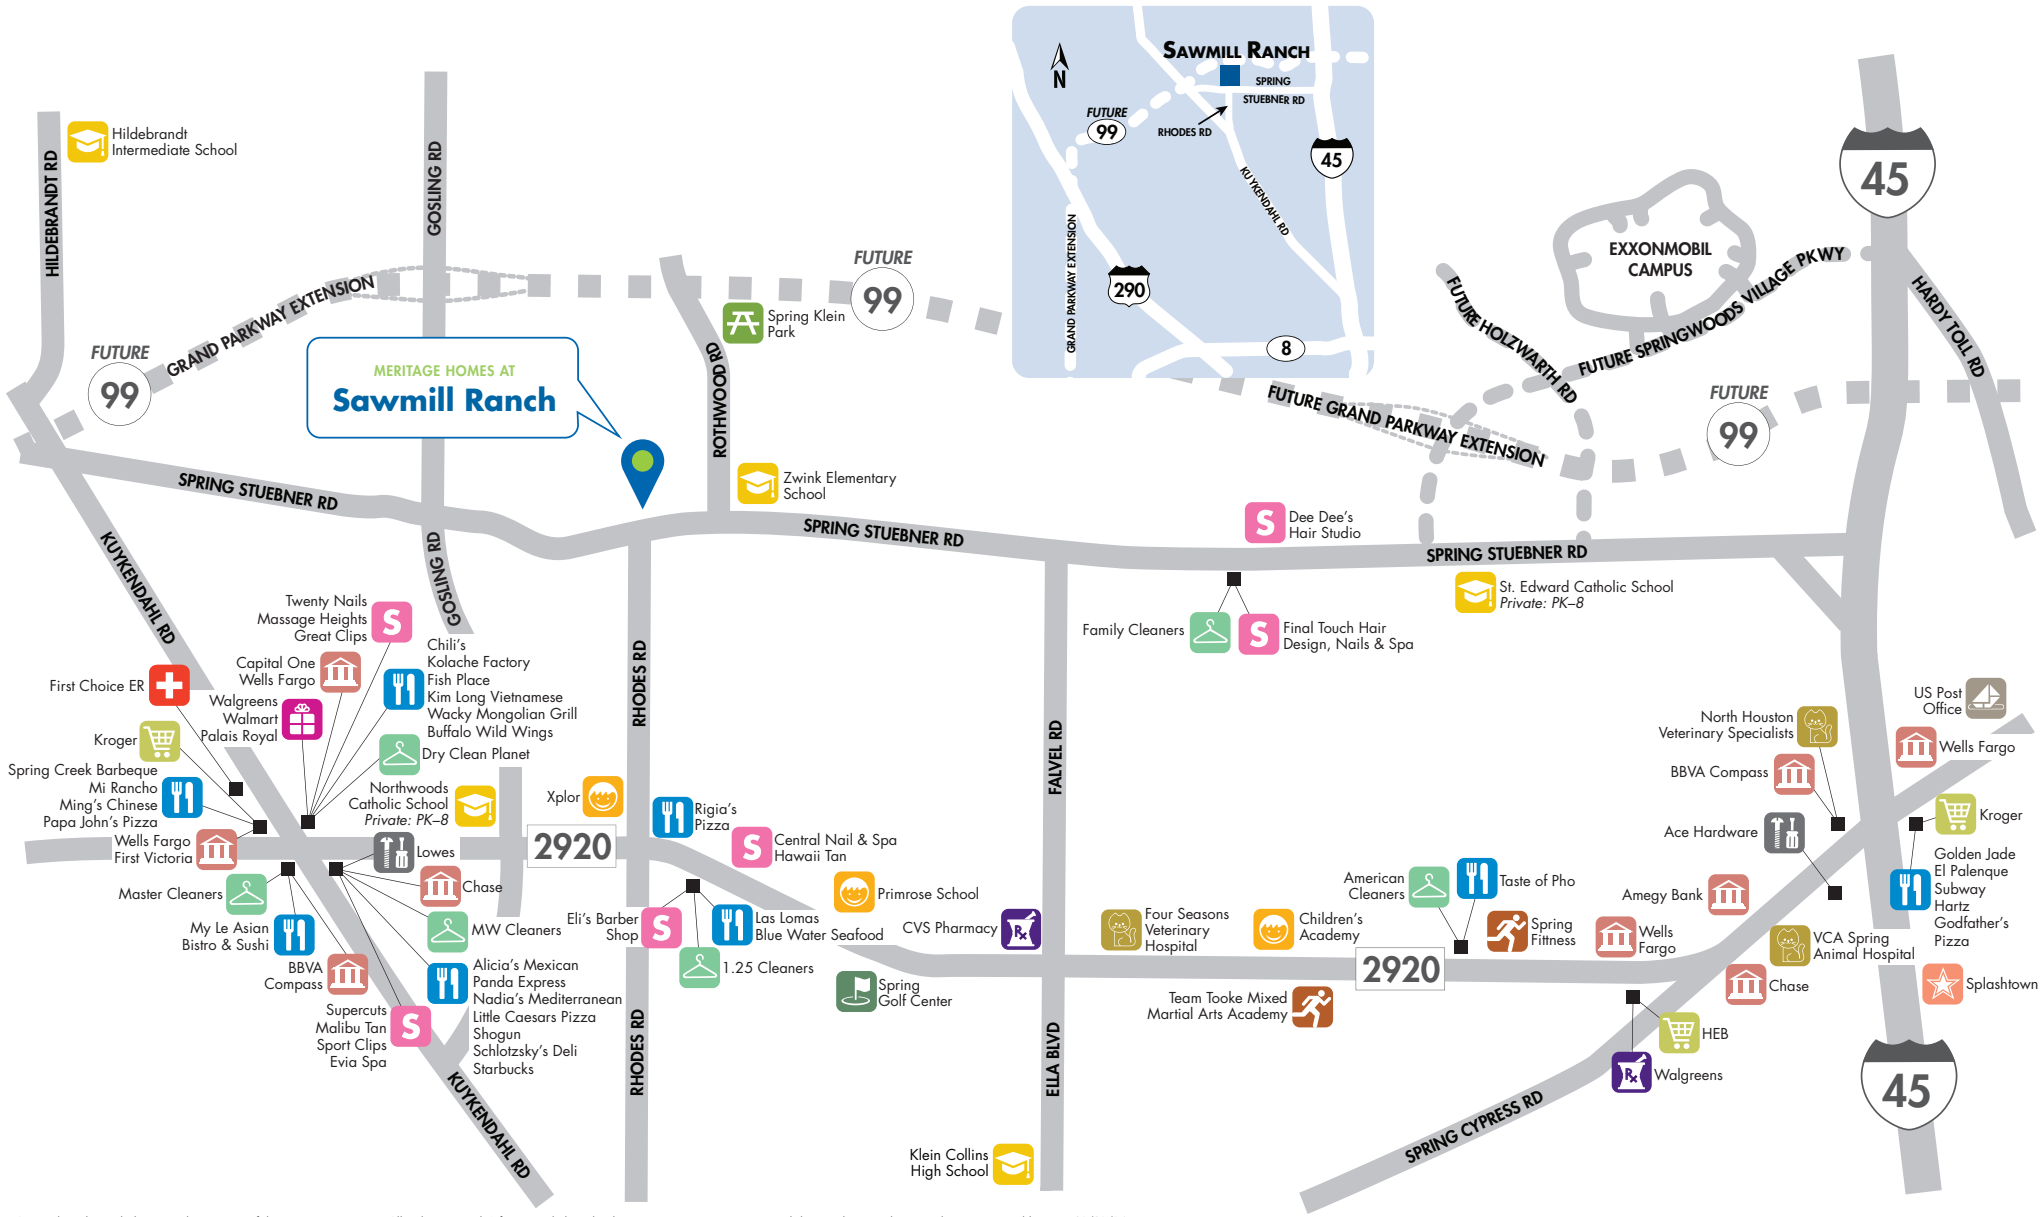 SAWMILL RANCH
N
SPRING
STUEBNER RD
FUTURE
99
RHODES RD
45
KUYKENDAHL RD
GRAND PARKWAY EXTENSION
290
8
HILDEBRANDT RD
Hildebrandt
Intermediate School
GOSLING RD
GRAND PARKWAY EXTENSION
FUTURE
99
FUTURE
99
MERITAGE HOMES AT
Sawmill Ranch
ROTHWOOD RD
Spring Klein
Park
Zwink Elementary
School
EXXONMOBIL
CAMPUS
45
FUTURE HOLZWARTH RD
FUTURE SPRINGWOODS VILLAGE PKWY
HARDY TOLL RD
FUTURE GRAND PARKWAY EXTENSION
FUTURE
99
SPRING STUEBNER RD
SPRING STUEBNER RD
SPRING STUEBNER RD
Dee Dee's
Hair Studio
St. Edward Catholic School
Private: PK–8
Family Cleaners
Final Touch Hair
Design, Nails & Spa
KUYKENDAHL RD
GOSLING RD
Twenty Nails
Massage Heights
Great Clips
Capital One
Wells Fargo
First Choice ER
Walgreens
Walmart
Palais Royal
Chili's
Kolache Factory
Fish Place
Kim Long Vietnamese
Wacky Mongolian Grill
Buffalo Wild Wings
Dry Clean Planet
Kroger
Spring Creek Barbeque
Mi Rancho
Ming's Chinese
Papa John's Pizza
Wells Fargo
First Victoria
Northwoods
Catholic School
Private: PK–8
Xplor
RHODES RD
Rigia's
Pizza
Central Nail & Spa
Hawaii Tan
2920
Lowes
Chase
Master Cleaners
My Le Asian
Bistro & Sushi
BBVA
Compass
MW Cleaners
Alicia's Mexican
Panda Express
Nadia's Mediterranean
Little Caesars Pizza
Shogun
Schlotzsky's Deli
Starbucks
Supercuts
Malibu Tan
Sport Clips
Evia Spa
KUYKENDAHL RD
Eli's Barber
Shop
Las Lomas
Blue Water Seafood
1.25 Cleaners
RHODES RD
Primrose School
CVS Pharmacy
Spring
Golf Center
FALVEL RD
ELLA BLVD
Klein Collins
High School
Four Seasons
Veterinary
Hospital
Children's
Academy
Team Tooke Mixed
Martial Arts Academy
American
Cleaners
Taste of Pho
Spring
Fittness
2920
Wells
Fargo
Amegy Bank
Ace Hardware
North Houston
Veterinary Specialists
BBVA Compass
US Post
Office
Wells Fargo
Kroger
Golden Jade
El Palenque
Subway
Hartz
Godfather's
Pizza
VCA Spring
Animal Hospital
Chase
Splashtown
HEB
Walgreens
SPRING CYPRESS RD
45